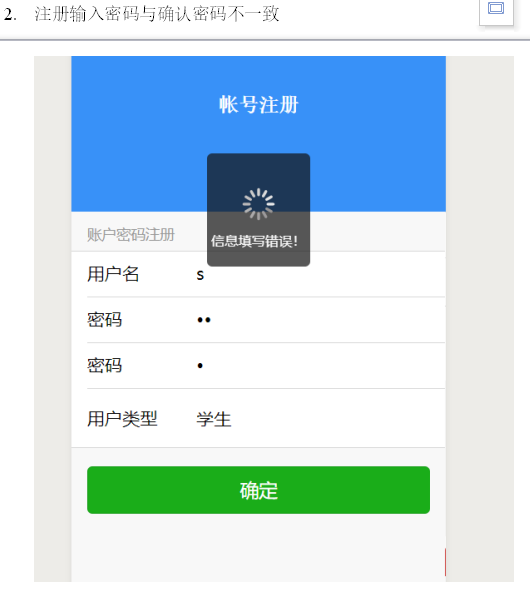 2. 注册输入密码与确认密码不一致
帐号注册
信息填写错误!
账户密码注册
用户名 s
密码 ••
密码 •
用户类型 学生
确定